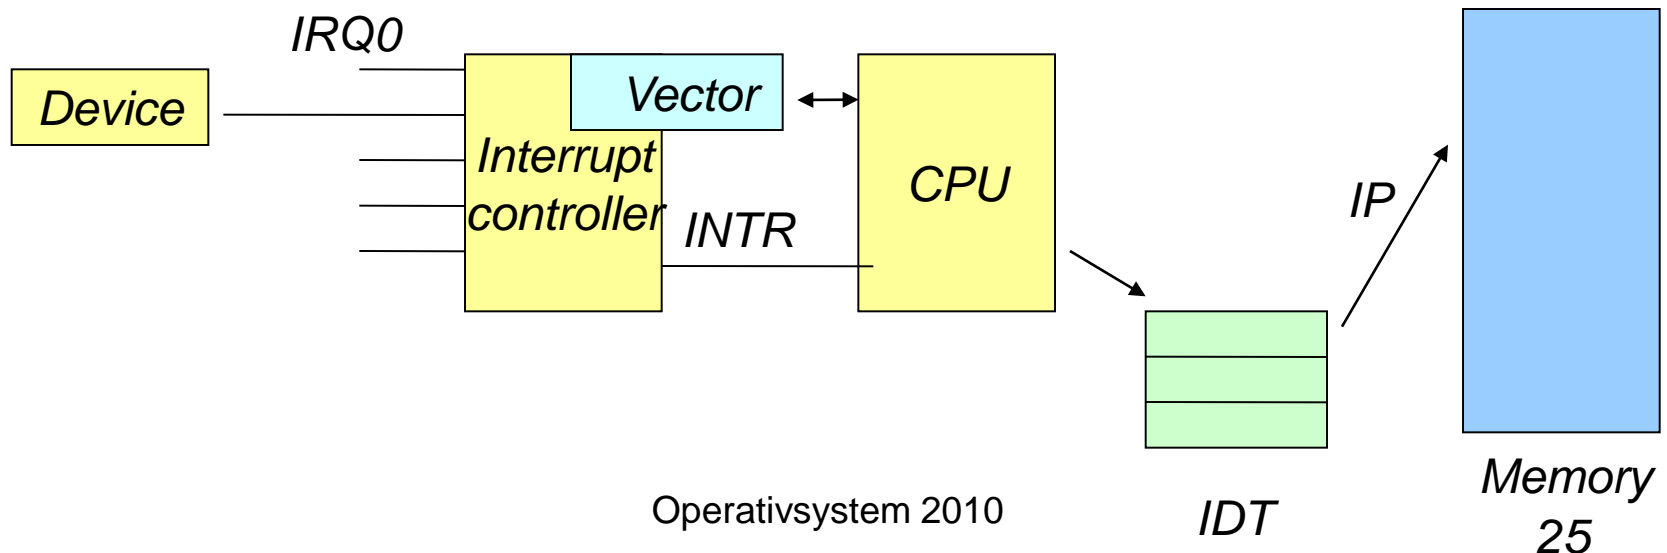 IRQ0
Device
Vector
Interrupt
controller
INTR
CPU
IP
Memory
Operativsystem 2010
IDT
25